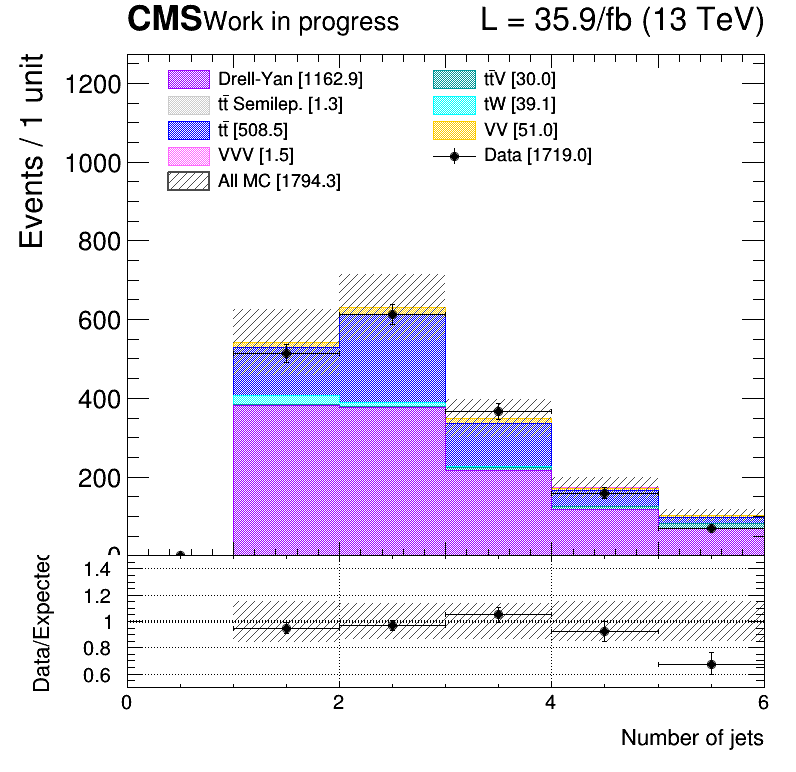 CMS Work in progress L = 35.9/fb (13 TeV)
Events / 1 unit
1200
1000
800
600
400
200
0
Drell-Yan [1162.9]
tt̄ Semilep. [1.3]
tt̄ [508.5]
VVV [1.5]
All MC [1794.3]
tt̄V [30.0]
tW [39.1]
VV [51.0]
Data [1719.0]
Data/Expected
1.4
1.2
1
0.8
0.6
0 2 4 6
Number of jets